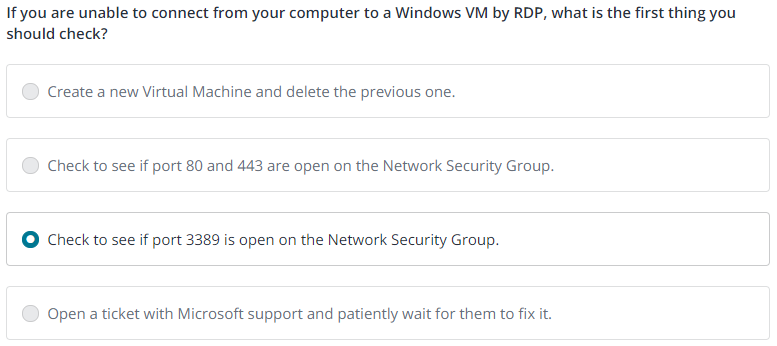 If you are unable to connect from your computer to a Windows VM by RDP, what is the first thing you
should check?
Create a new Virtual Machine and delete the previous one.
Check to see if port 80 and 443 are open on the Network Security Group.
Check to see if port 3389 is open on the Network Security Group.
Open a ticket with Microsoft support and patiently wait for them to fix it.